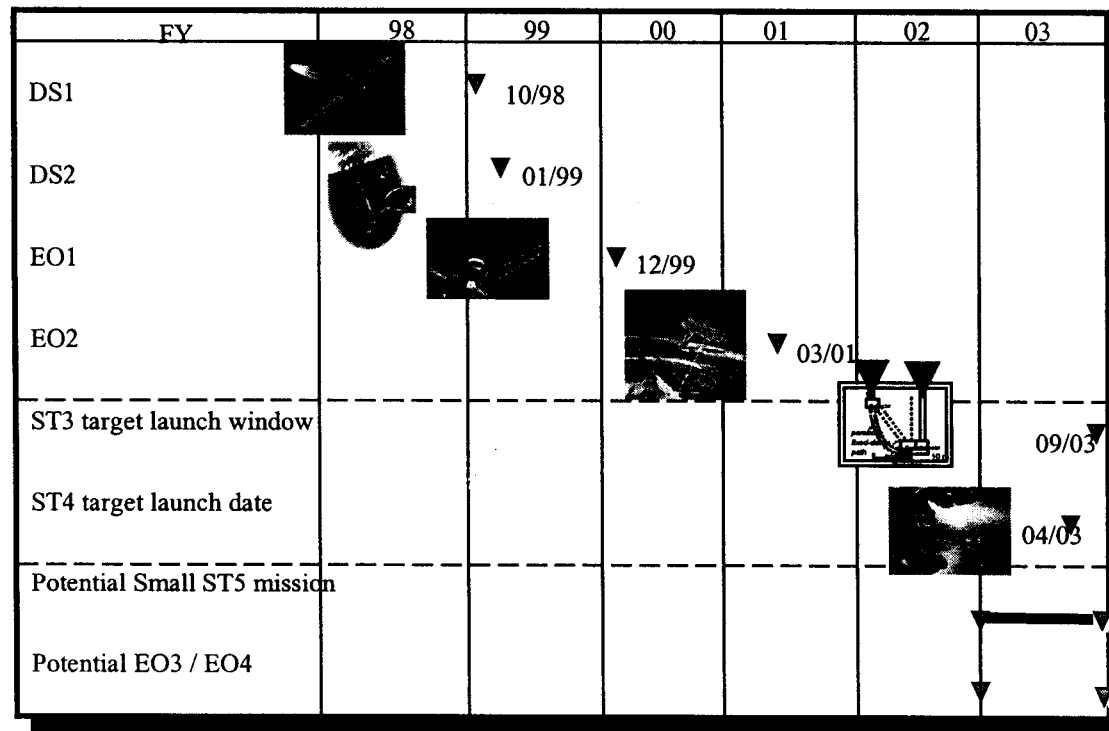 FY 98 99 00 01 02 03
DS1 10/98
DS2 01/99
EO1 12/99
EO2 03/01
ST3 target launch window 09/03
path
ST4 target launch date 04/03
Potential Small ST5 mission
Potential EO3 / EO4